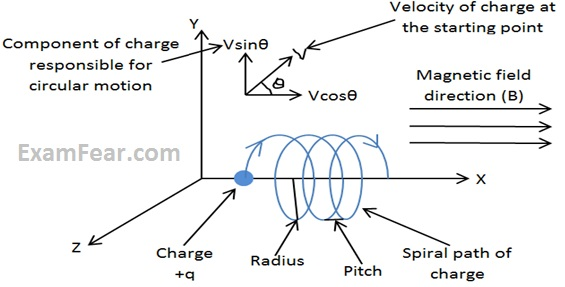 Y
Velocity of charge at
the starting point
Component of charge
responsible for
circular motion
Vsinθ
V
θ
Vcosθ
Magnetic field
direction (B)
ExamFear.com
X
Z
Charge
+q
Radius
Pitch
Spiral path of
charge